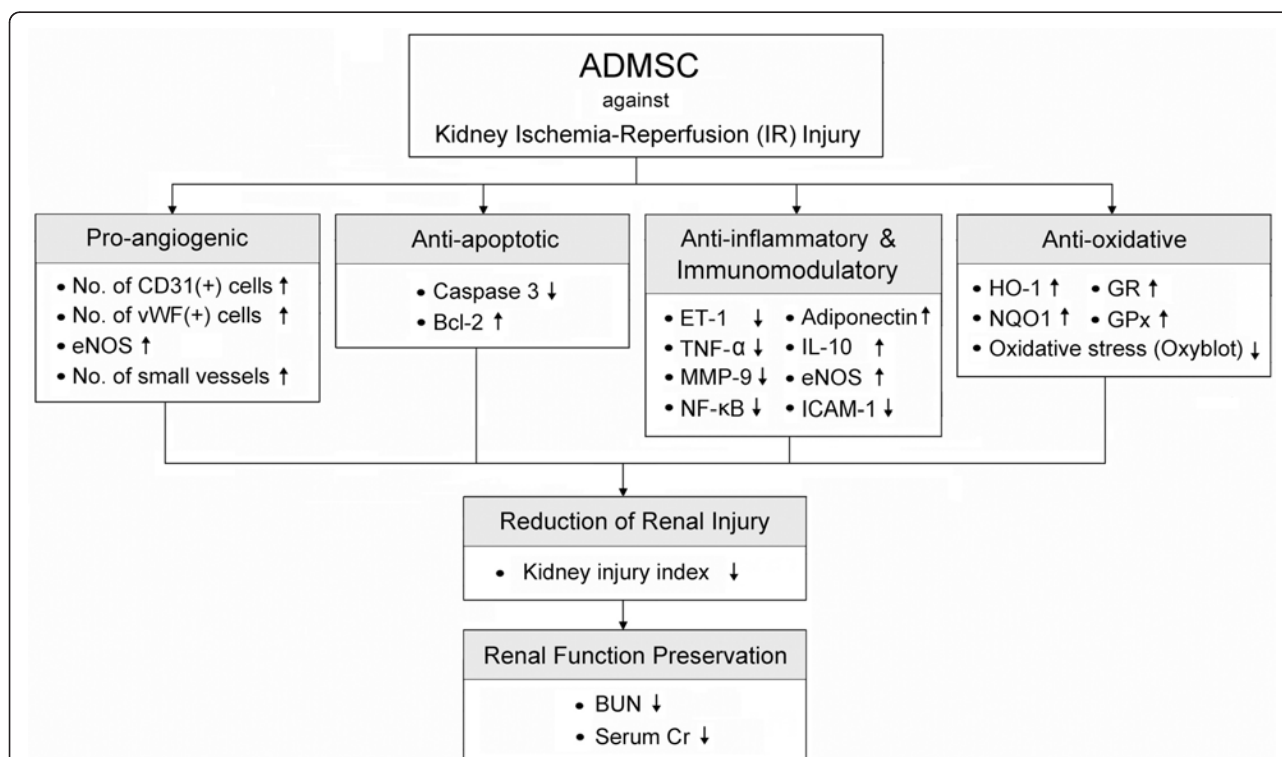 ADMSC
against
Kidney Ischemia-Reperfusion (IR) Injury
Pro-angiogenic
• No. of CD31(+) cells ↑
• No. of vWF(+) cells ↑
• eNOS ↑
• No. of small vessels ↑
Anti-apoptotic
• Caspase 3 ↓
• Bcl-2 ↑
Anti-inflammatory &
Immunomodulatory
• ET-1 ↓ • Adiponectin ↑
• TNF-α ↓ • IL-10 ↑
• MMP-9 ↓ • eNOS ↑
• NF-κB ↓ • ICAM-1 ↓
Anti-oxidative
• HO-1 ↑ • GR ↑
• NQO1 ↑ • GPx ↑
• Oxidative stress (Oxyblot) ↓
Reduction of Renal Injury
• Kidney injury index ↓
Renal Function Preservation
• BUN ↓
• Serum Cr ↓